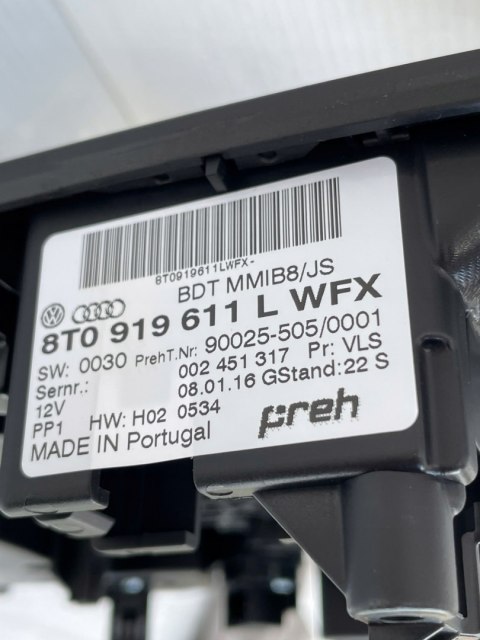 8T0919611LWFX-
BDT MMIB8/JS
8T0 919 611 L WFX
SW: 0030 PrehT.Nr: 90025-505/0001
Sernr.: 002 451 317 Pr: VLS
12V 08.01.16 GStand:22 S
PP1 HW: H02 0534
MADE IN Portugal
preh